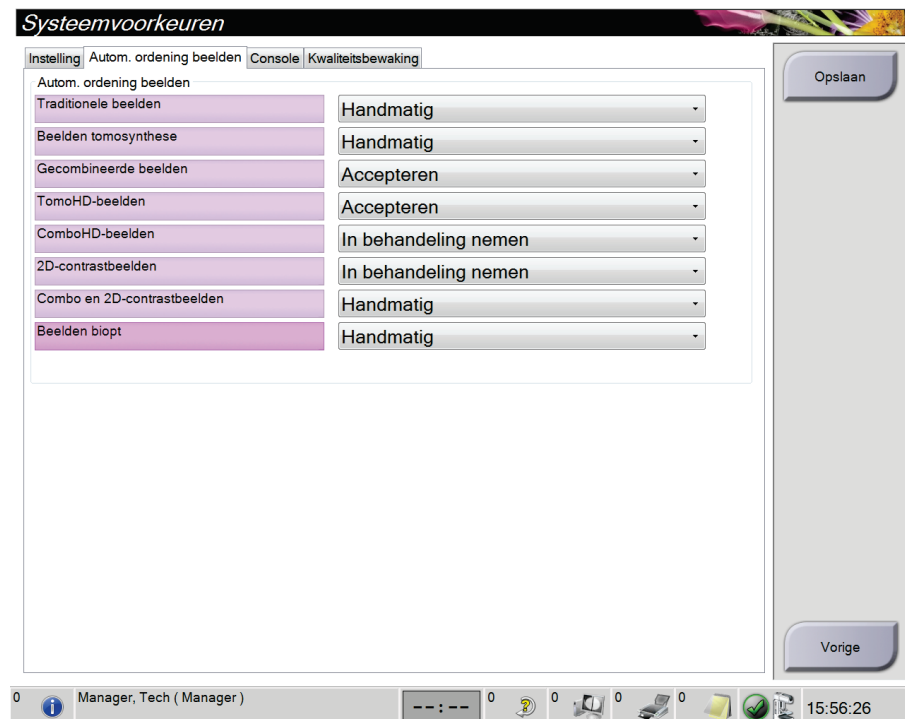 Systeemvoorkeuren
Instelling Autom. ordening beelden Console Kwaliteitsbewaking
Opslaan
Autom. ordening beelden
Traditionele beelden Handmatig
Beelden tomosynthese Handmatig
Gecombineerde beelden Accepteren
TomoHD-beelden Accepteren
ComboHD-beelden In behandeling nemen
2D-contrastbeelden In behandeling nemen
Combo en 2D-contrastbeelden Handmatig
Beelden biopt Handmatig
Vorige
0 Manager, Tech ( Manager ) --:-- 0 0 0 0 15:56:26